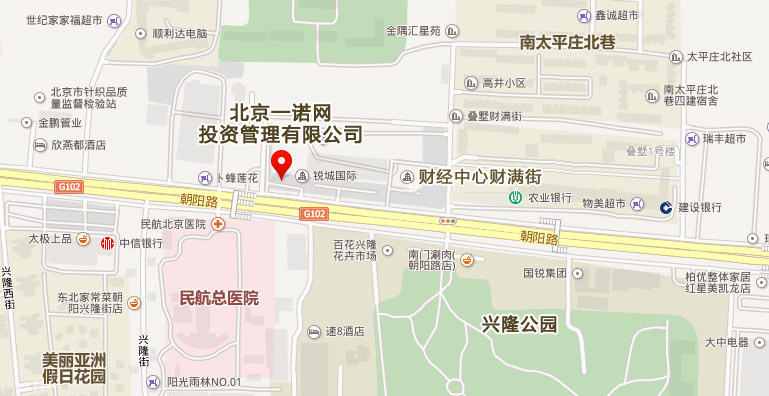 世纪家家福超市
顺利达电脑
金隅汇星苑
鑫诚超市
南太平庄北巷
太平庄北社区
高井小区
北京市针织品质
量监督检验站
南太平庄北
巷四建宿舍
金鹏管业
北京一诺网
投资管理有限公司
叠墅财满街
瑞丰超市
欣燕都酒店
叠墅1号楼
卜蜂莲花
锐城国际
财经中心财满街
G102
朝阳路
农业银行
物美超市
建设银行
G102
民航北京医院
朝阳路
太极上品
中信银行
百花兴隆
花卉市场
南门涮肉(
朝阳路店)
国锐集团
柏优整体家居
红星美凯龙店
兴隆西街
东北家常菜朝
阳兴隆街店
民航总医院
兴隆公园
速8酒店
兴隆街
大中电器
美丽亚洲
假日花园
阳光雨林NO.01